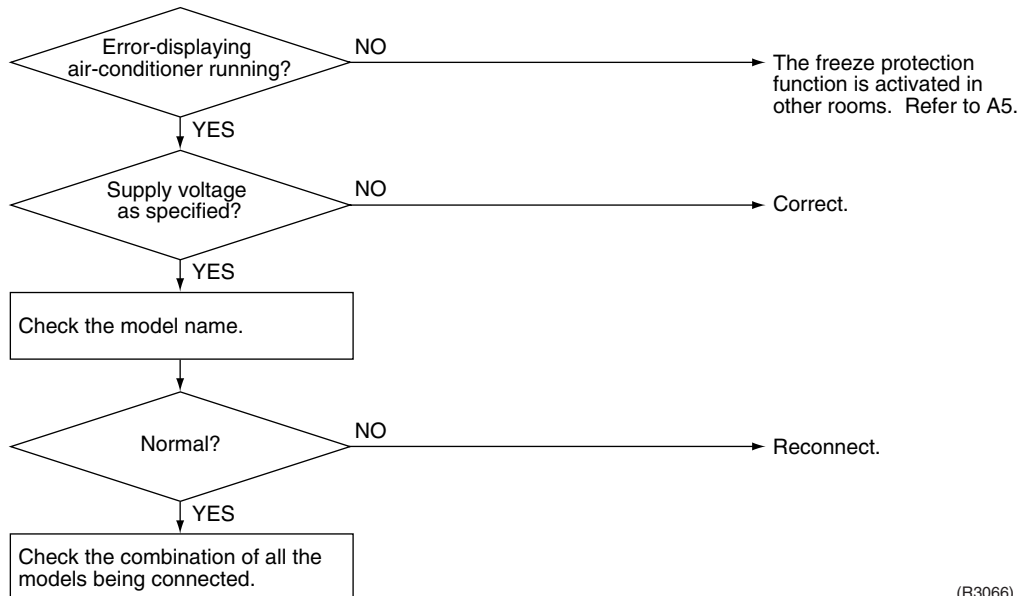 Error-displaying
air-conditioner running?
NO
The freeze protection
function is activated in
other rooms. Refer to A5.
YES
Supply voltage
as specified?
NO
Correct.
YES
Check the model name.
Normal?
NO
Reconnect.
YES
Check the combination of all the
models being connected.
(R3066)